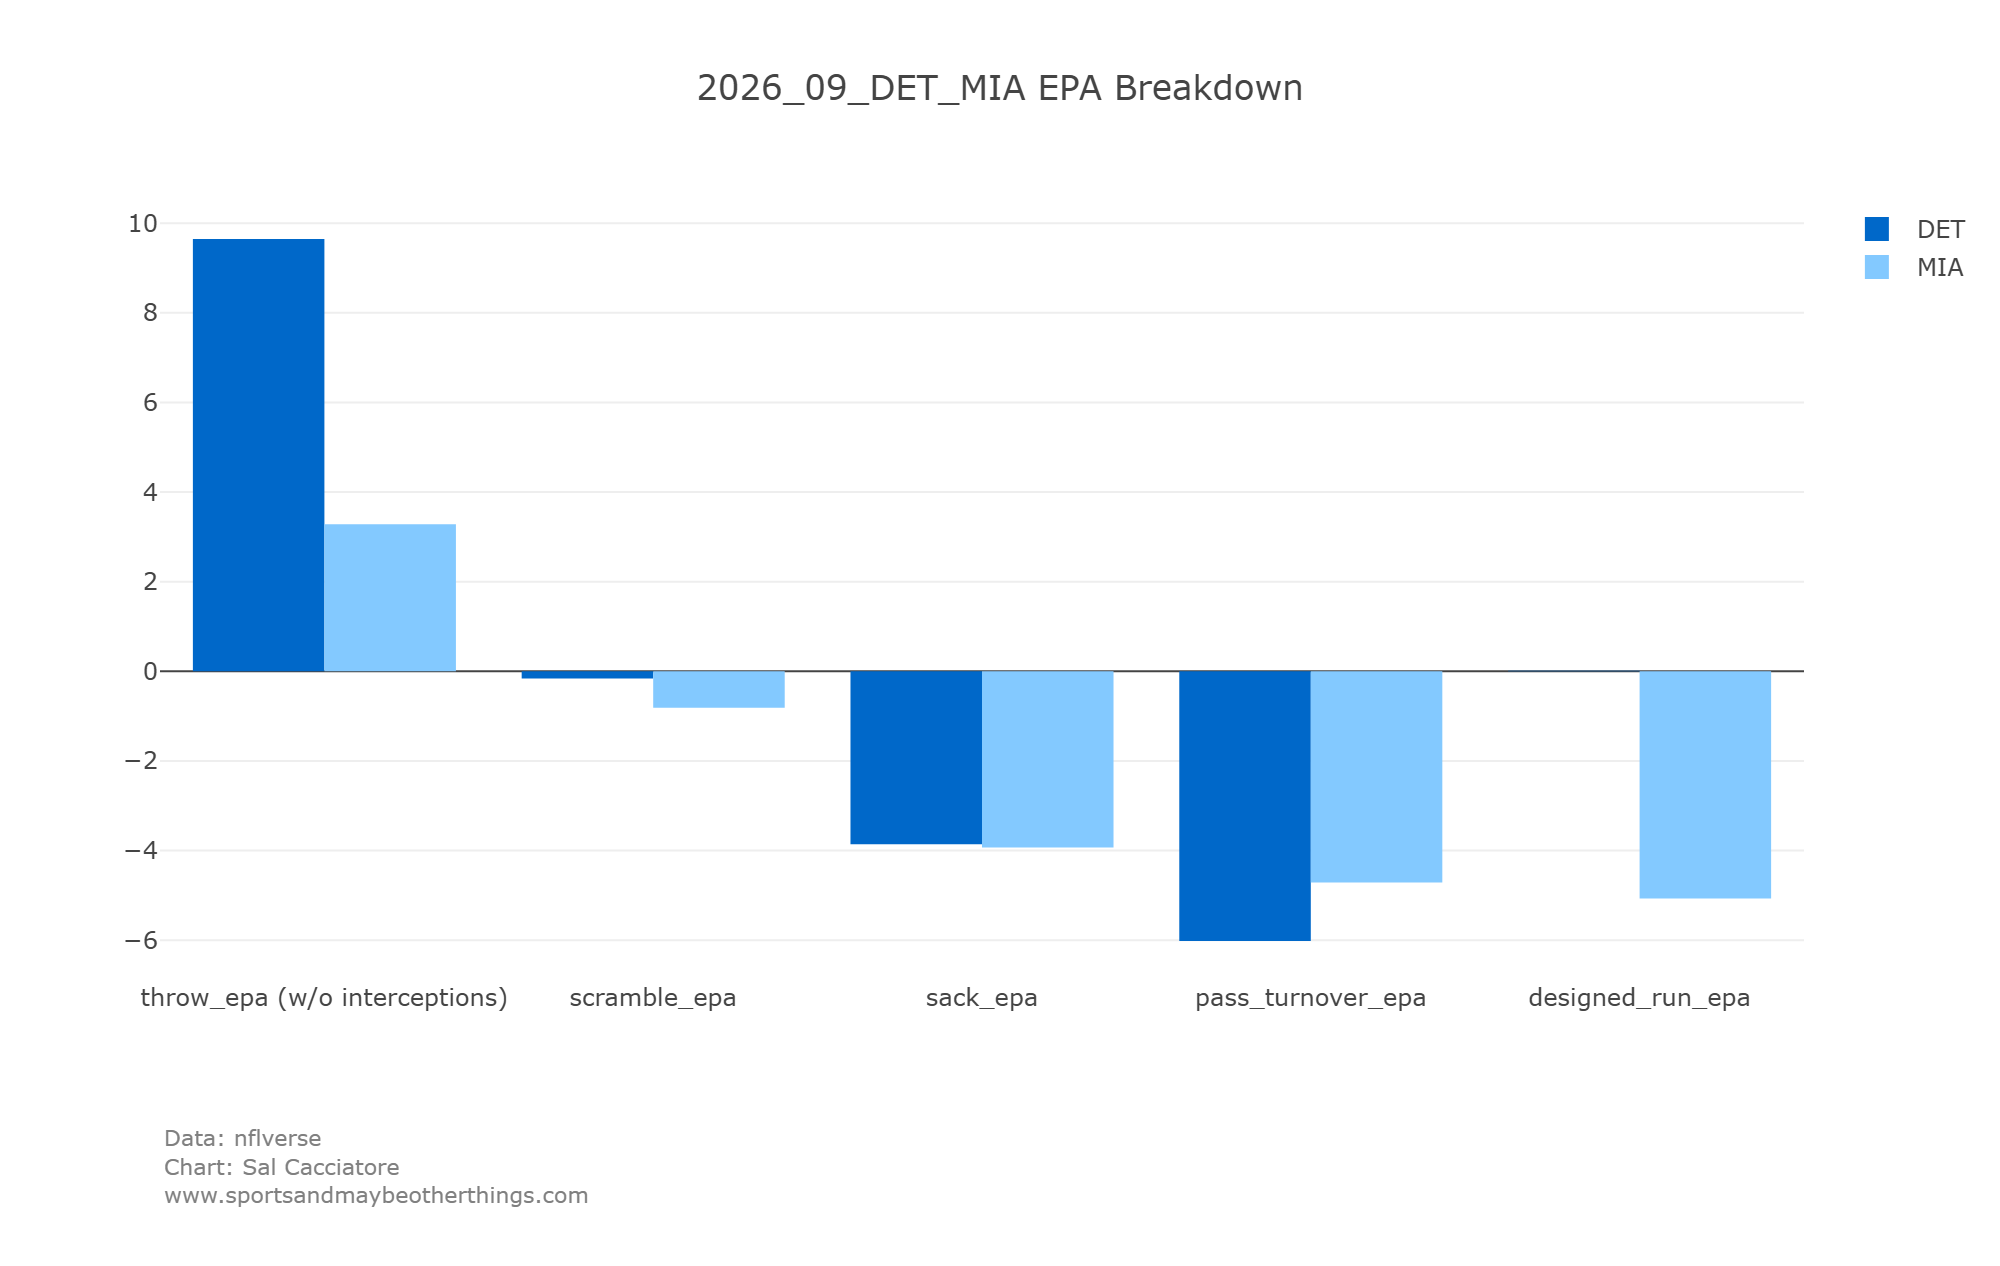 2026_09_DET_MIA EPA Breakdown
DET
MIA
10
8
6
4
2
0
−2
−4
−6
throw_epa (w/o interceptions)
scramble_epa
sack_epa
pass_turnover_epa
designed_run_epa
Data: nflverse
Chart: Sal Cacciatore
www.sportsandmaybeotherthings.com